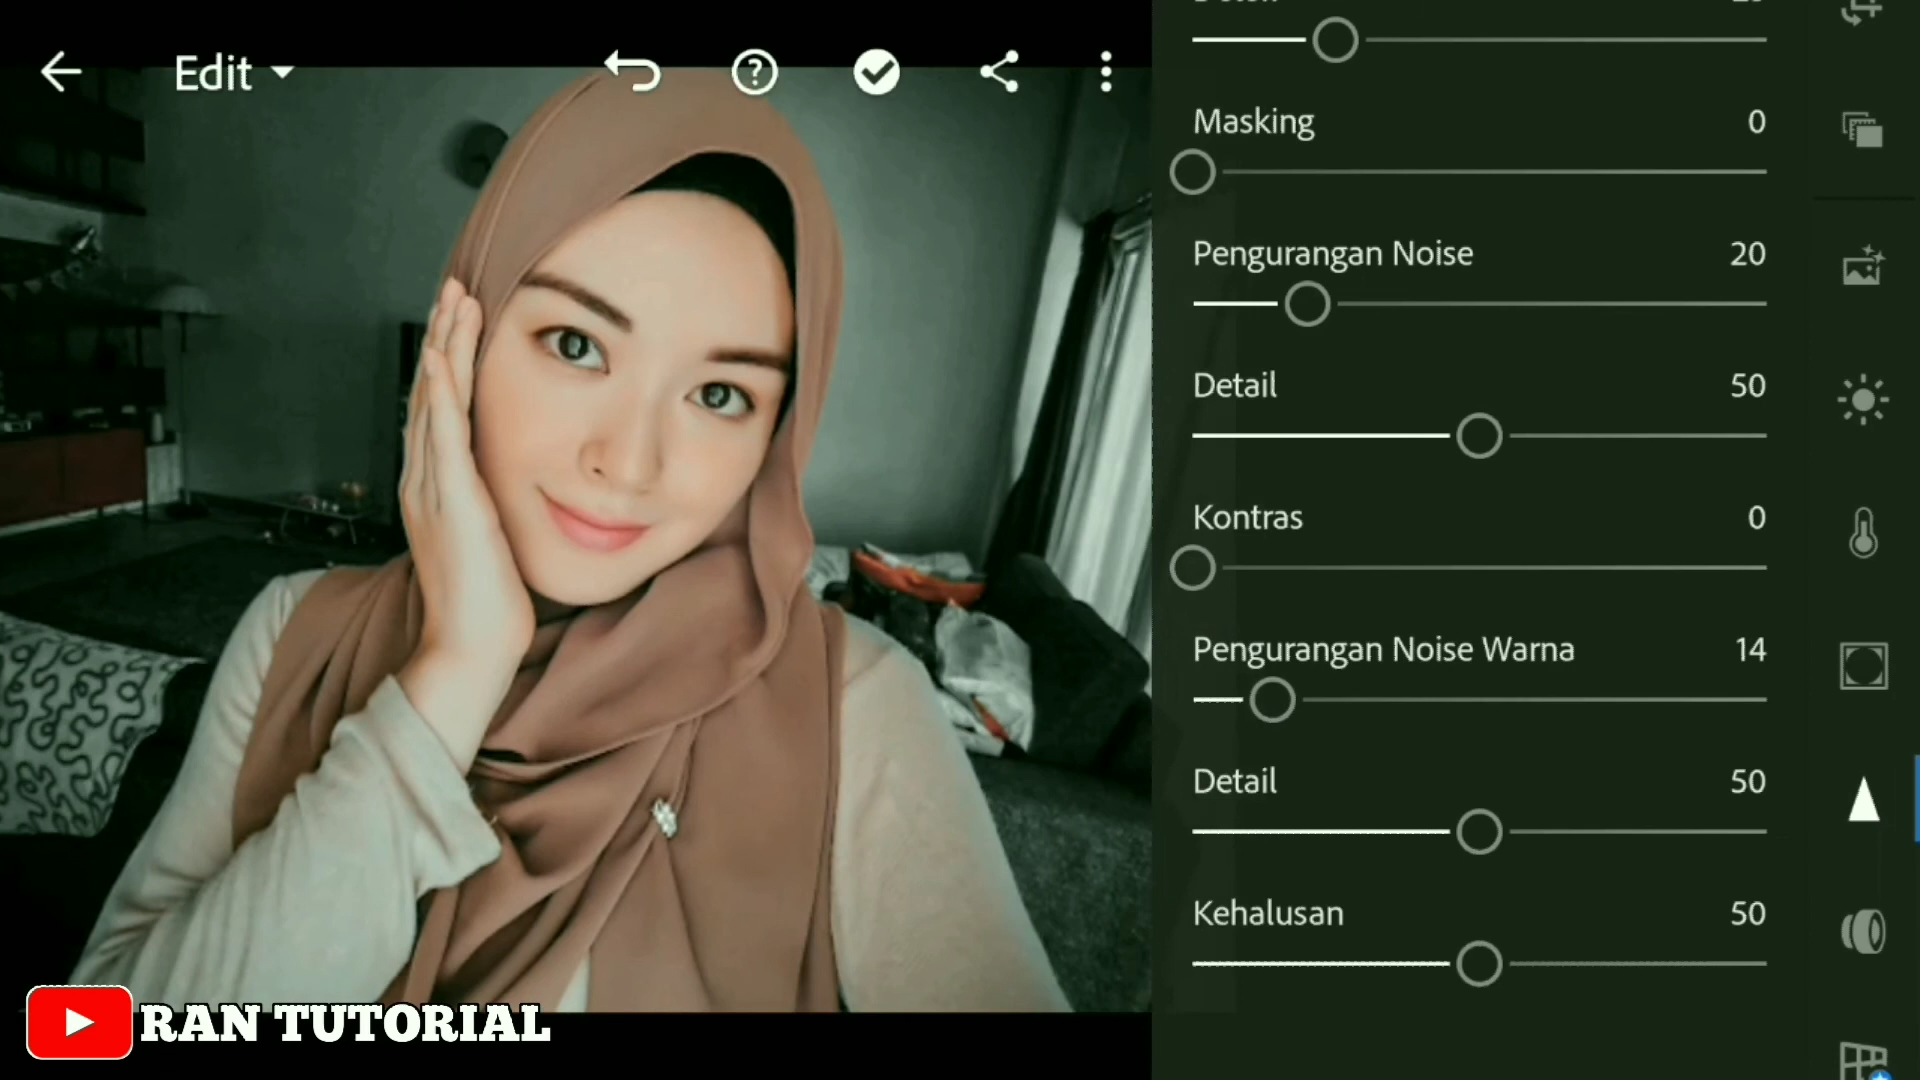 Edit
Masking 0
Pengurangan Noise 20
Detail 50
Kontras 0
Pengurangan Noise Warna 14
Detail 50
Kehalusan 50
RAN TUTORIAL